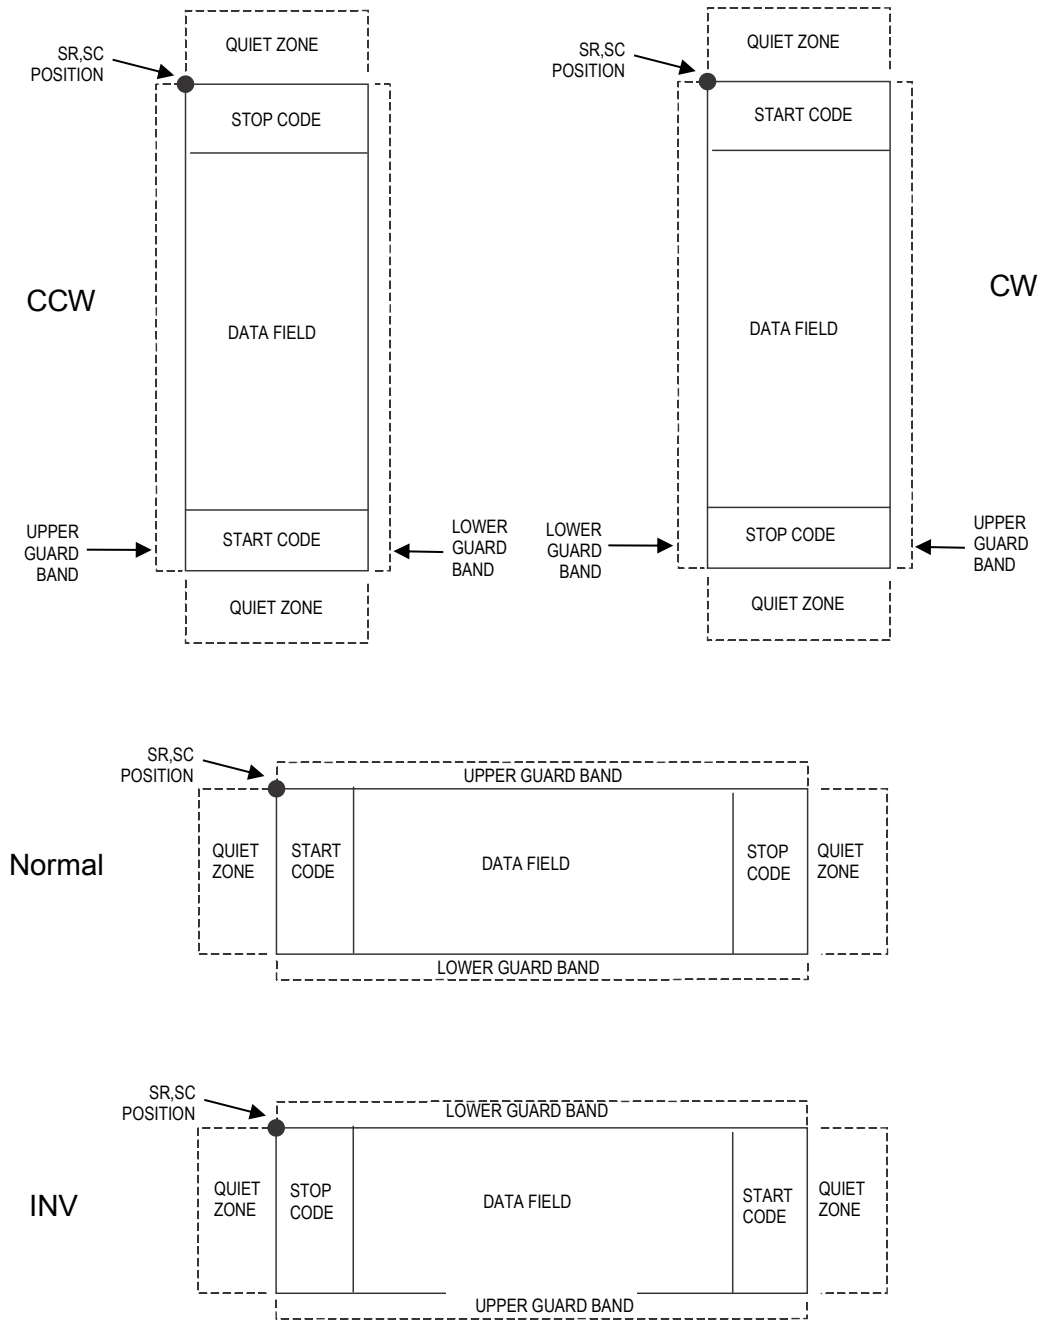 QUIET ZONE
SR,SC
POSITION
STOP CODE
CCW
DATA FIELD
UPPER
GUARD
BAND
START CODE
LOWER
GUARD
BAND
QUIET ZONE
QUIET ZONE
SR,SC
POSITION
START CODE
CW
DATA FIELD
LOWER
GUARD
BAND
STOP CODE
UPPER
GUARD
BAND
QUIET ZONE
SR,SC
POSITION
UPPER GUARD BAND
Normal
QUIET
ZONE
START
CODE
DATA FIELD
STOP
CODE
QUIET
ZONE
LOWER GUARD BAND
SR,SC
POSITION
LOWER GUARD BAND
INV
QUIET
ZONE
STOP
CODE
DATA FIELD
START
CODE
QUIET
ZONE
UPPER GUARD BAND